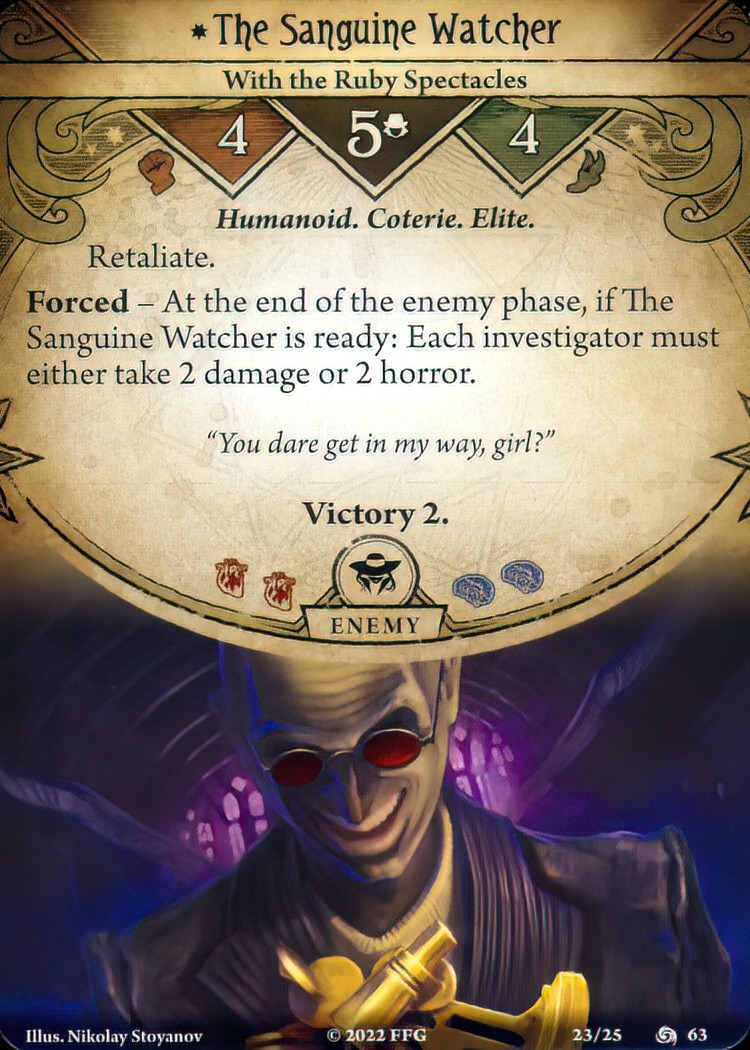 The Sanguine Watcher
With the Ruby Spectacles
4 5 4
Humanoid. Coterie. Elite.
Retaliate.
Forced – At the end of the enemy phase, if The
Sanguine Watcher is ready: Each investigator must
either take 2 damage or 2 horror.
“You dare get in my way, girl?”
Victory 2.
ENEMY
Illus. Nikolay Stoyanov © 2022 FFG 23/25 63